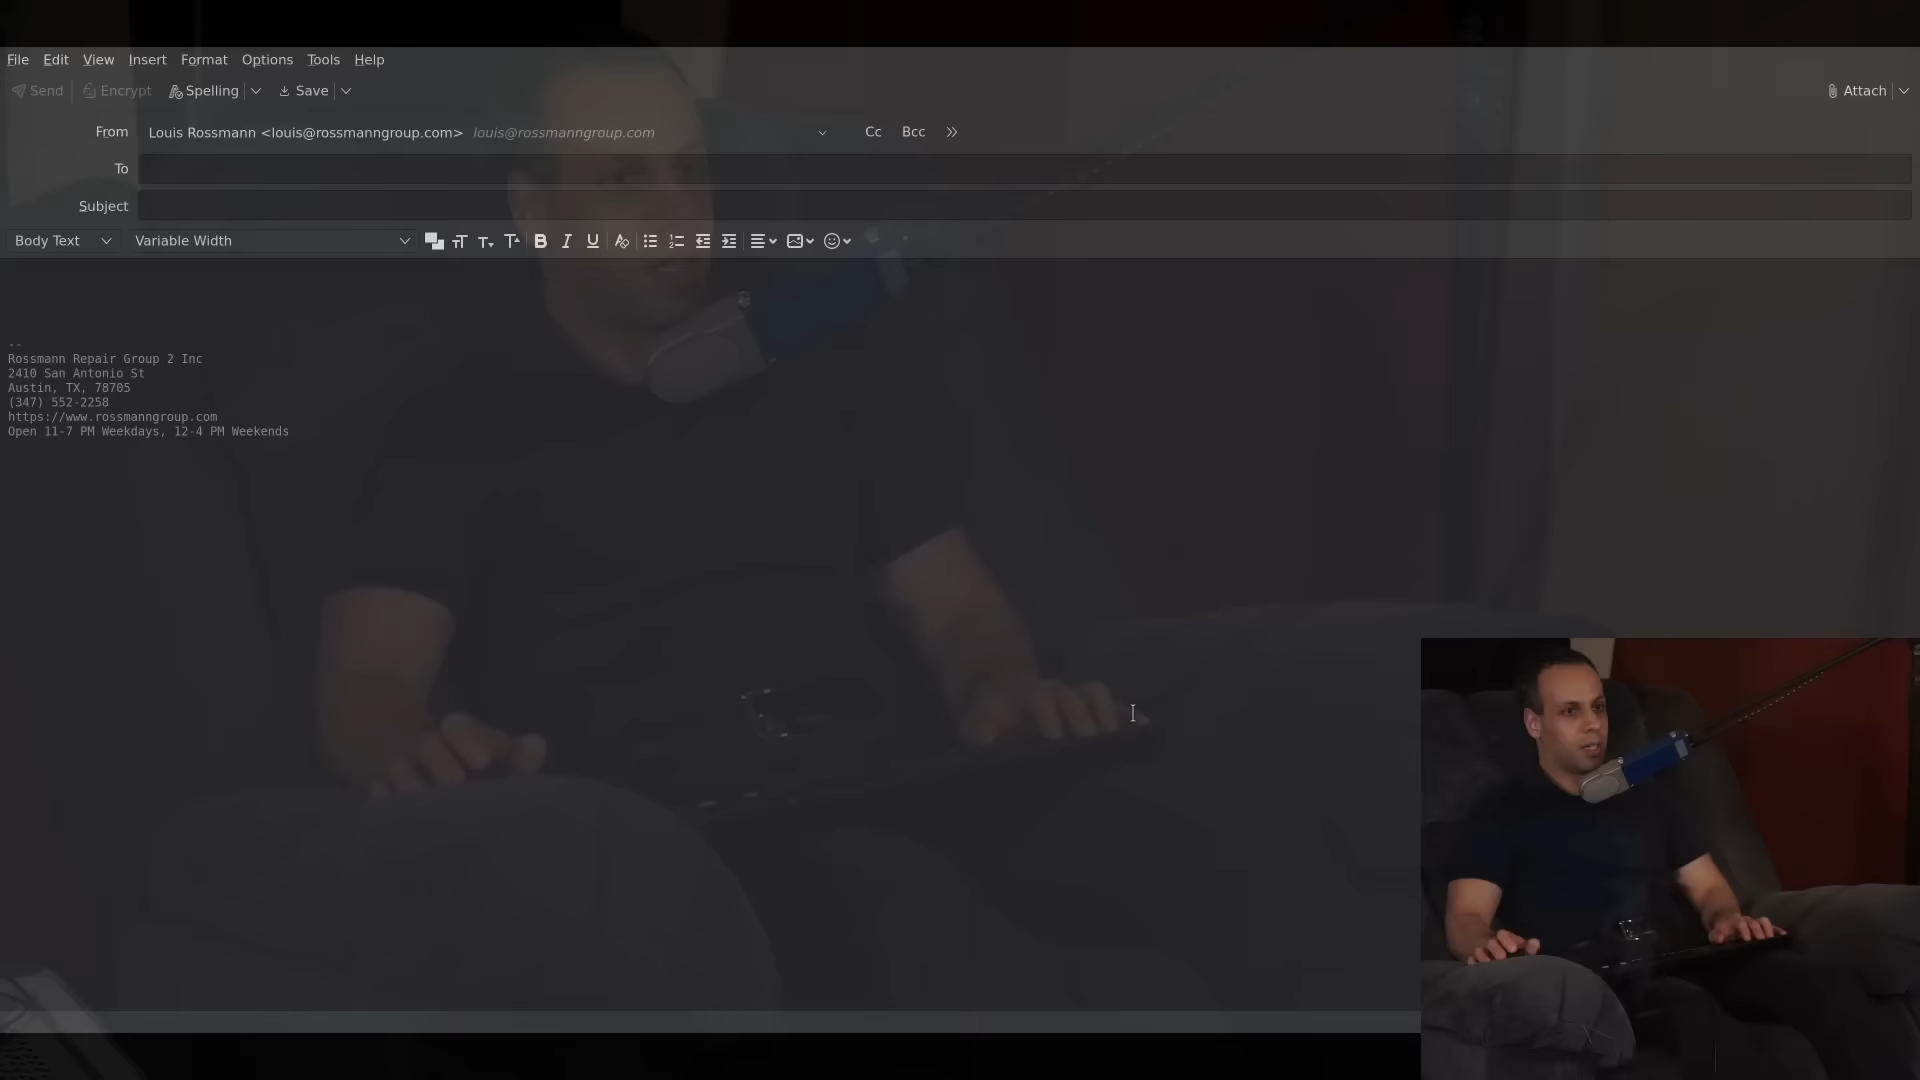 File Edit View Insert Format Options Tools Help
Send Encrypt Spelling Save Attach
From Louis Rossmann <louis@rossmanngroup.com> louis@rossmanngroup.com Cc Bcc
To
Subject
Body Text Variable Width
--
Rossmann Repair Group 2 Inc
2410 San Antonio St
Austin, TX, 78705
(347) 552-2258
https://www.rossmanngroup.com
Open 11-7 PM Weekdays, 12-4 PM Weekends